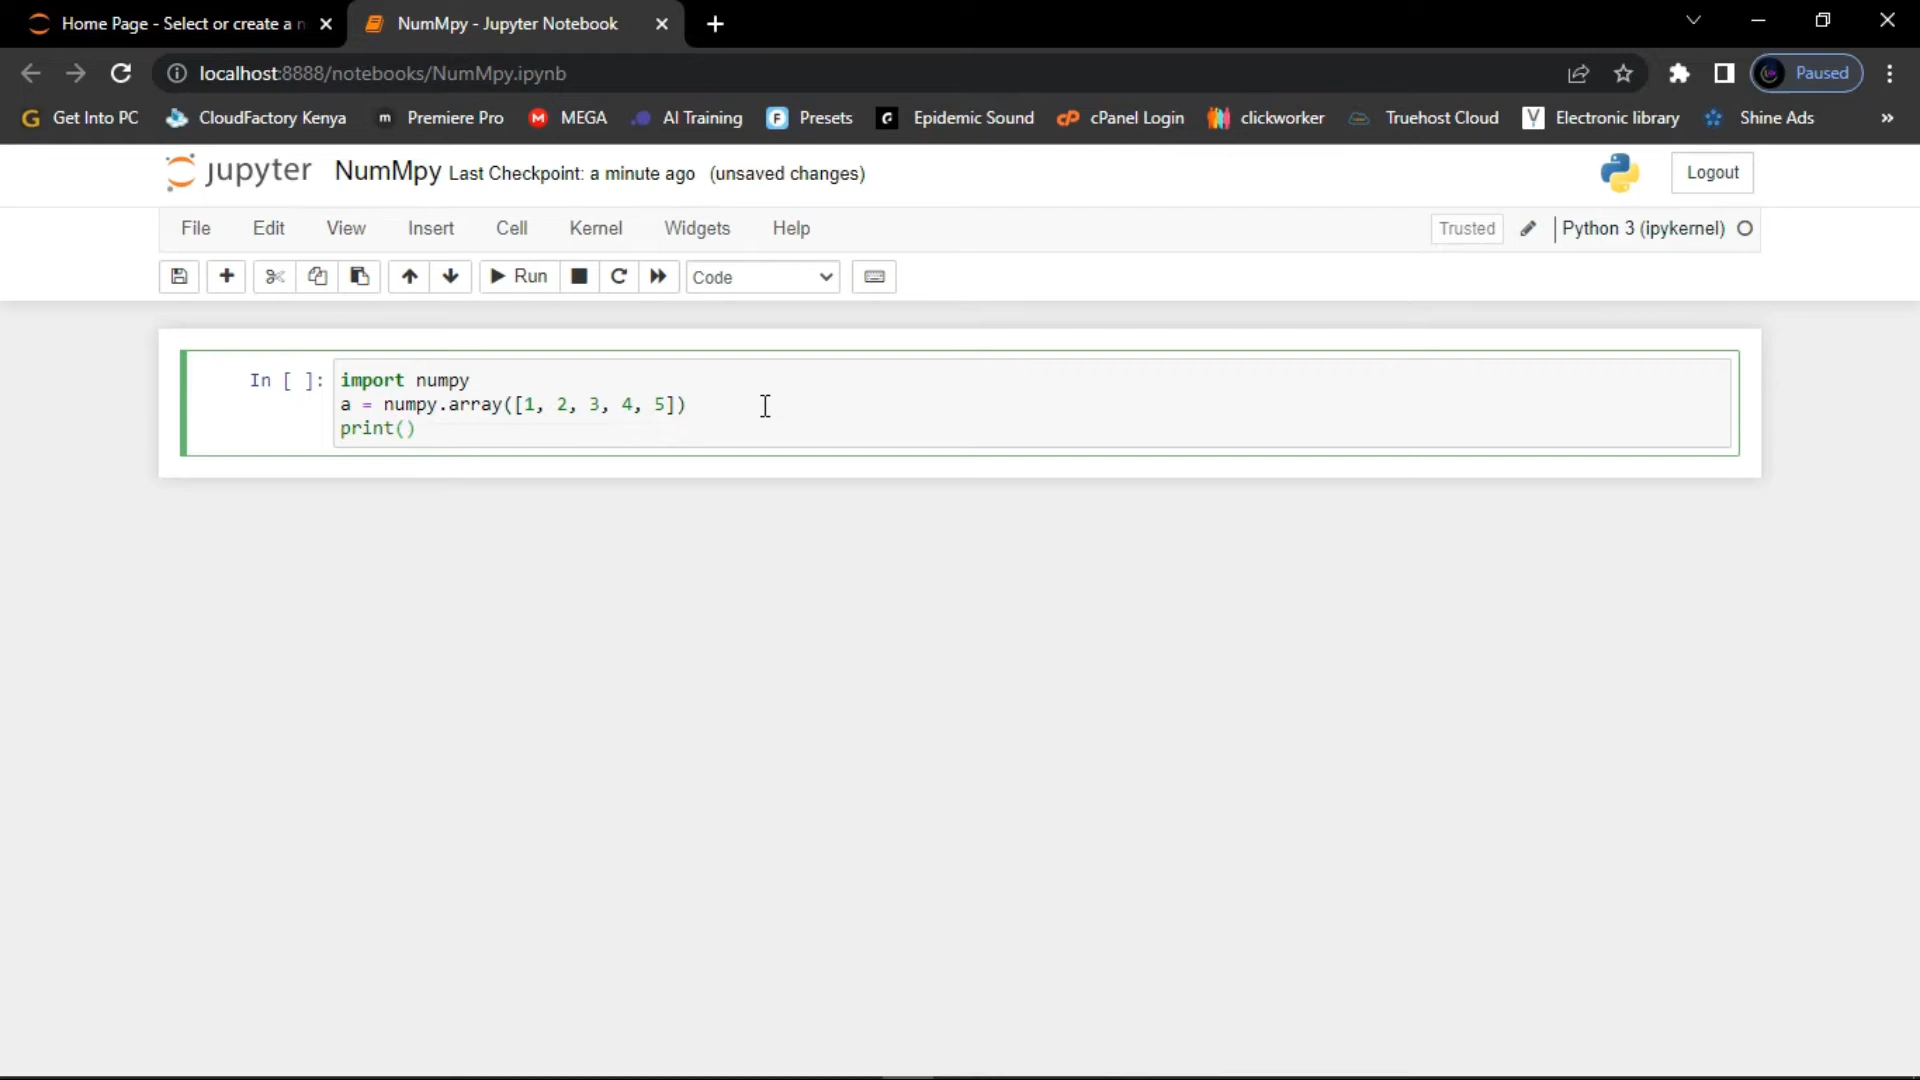 Home Page - Select or create a n
NumMpy - Jupyter Notebook
localhost:8888/notebooks/NumMpy.ipynb
Paused
G Get Into PC
CloudFactory Kenya
m Premiere Pro
M MEGA
AI Training
F Presets
G Epidemic Sound
cP cPanel Login
clickworker
Truehost Cloud
Y Electronic library
Shine Ads
»
jupyter NumMpy Last Checkpoint: a minute ago (unsaved changes)
Logout
File Edit View Insert Cell Kernel Widgets Help
Trusted
Python 3 (ipykernel)
Run
Code
In [ ]: import numpy
a = numpy.array([1, 2, 3, 4, 5])
print()